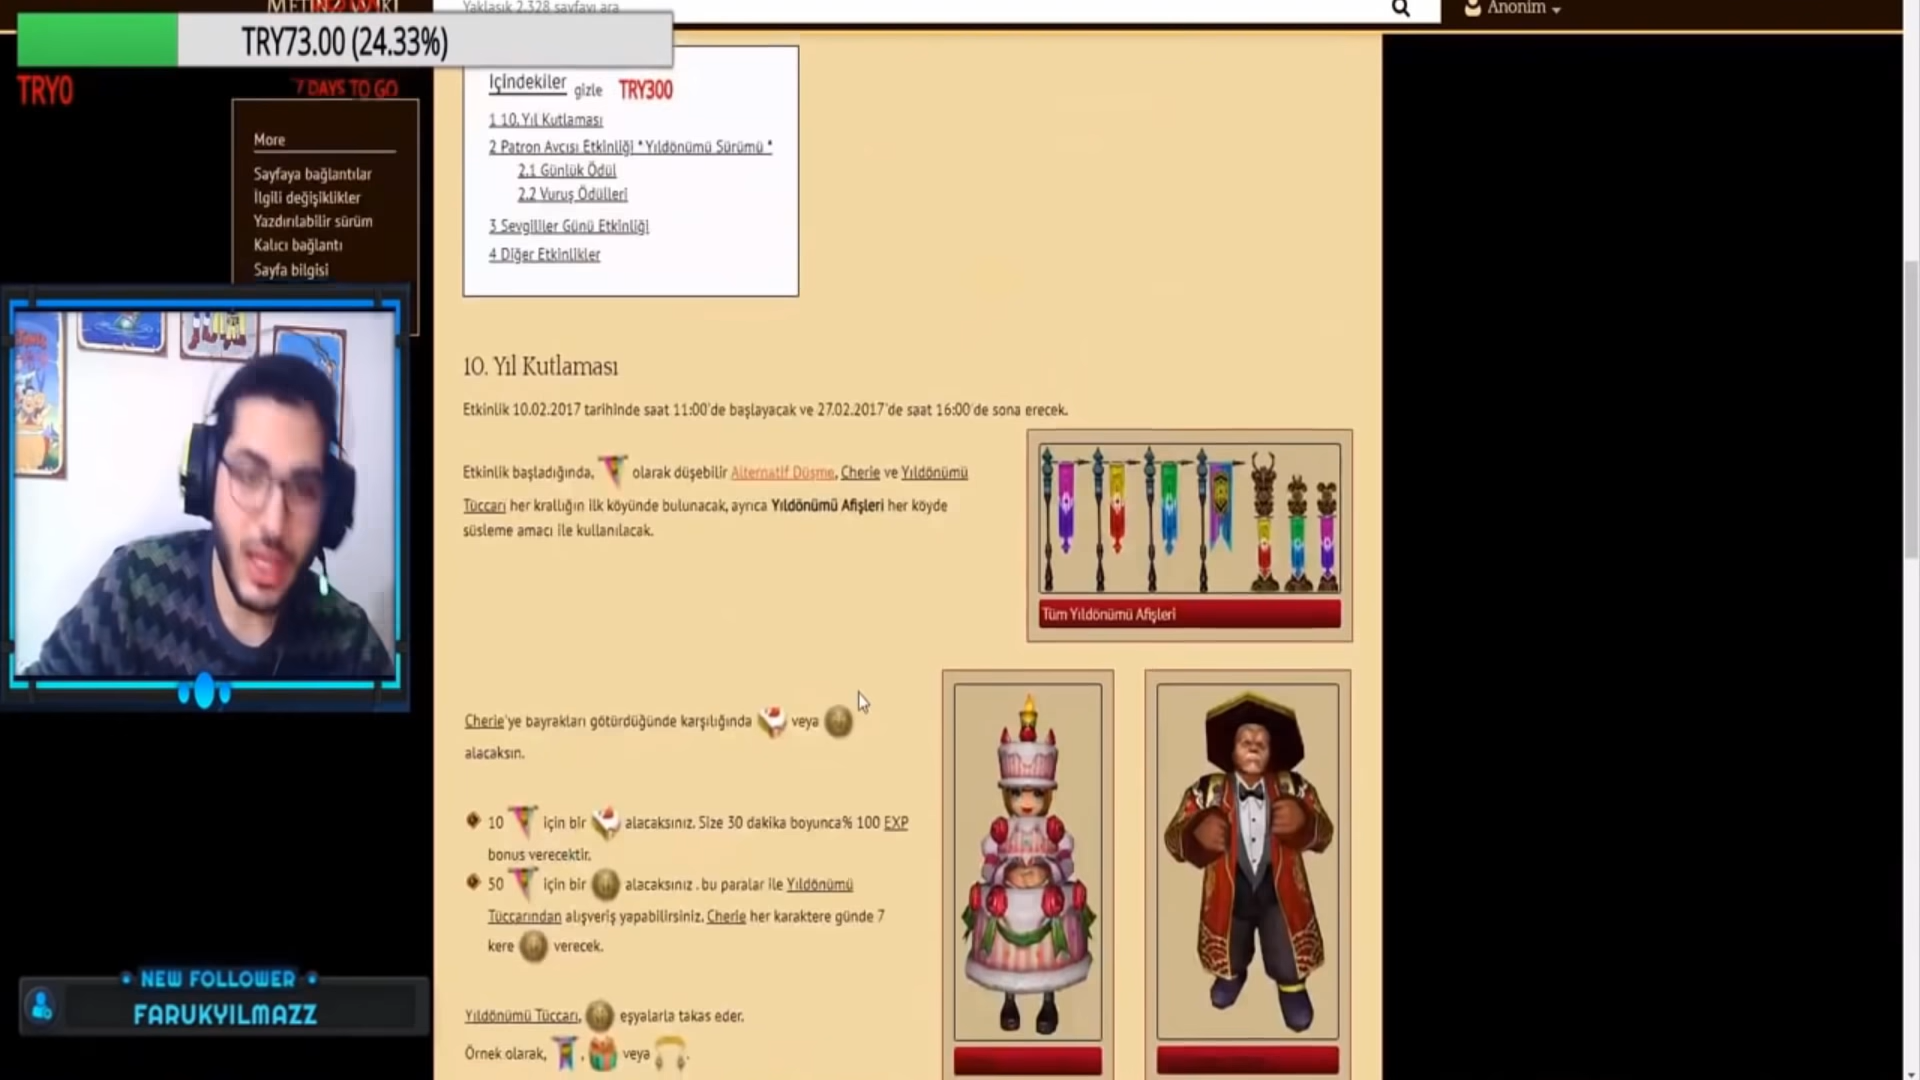 Yaklaşık 2.328 sayfayı ara
Anonim
TRY73.00 (24.33%)
TRY0
7 DAYS TO GO
More
Sayfaya bağlantılar
İlgili değişiklikler
Yazdırılabilir sürüm
Kalıcı bağlantı
Sayfa bilgisi
İçindekiler gizle TRY300
1 10. Yıl Kutlaması
2 Patron Avcısı Etkinliği * Yıldönümü Sürümü *
2.1 Günlük Ödül
2.2 Vuruş Ödülleri
3 Sevgililer Günü Etkinliği
4 Diğer Etkinlikler
10. Yıl Kutlaması
Etkinlik 10.02.2017 tarihinde saat 11:00'de başlayacak ve 27.02.2017'de saat 16:00'de sona erecek.
Etkinlik başladığında, olarak düşebilir Alternatif Düşme, Cherie ve Yıldönümü
Tüccarı her krallığın ilk köyünde bulunacak, ayrıca Yıldönümü Afişleri her köyde
süsleme amacı ile kullanılacak.
Tüm Yıldönümü Afişleri
Cherie'ye bayrakları götürdüğünde karşılığında veya
alacaksın.
10 için bir alacaksınız. Size 30 dakika boyunca% 100 EXP
bonus verecektir.
50 için bir alacaksınız . bu paralar ile Yıldönümü
Tüccarından alışveriş yapabilirsiniz. Cherie her karaktere günde 7
kere verecek.
Yıldönümü Tüccarı, eşyalarla takas eder.
Örnek olarak, , veya .
NEW FOLLOWER
FARUKYILMAZZ